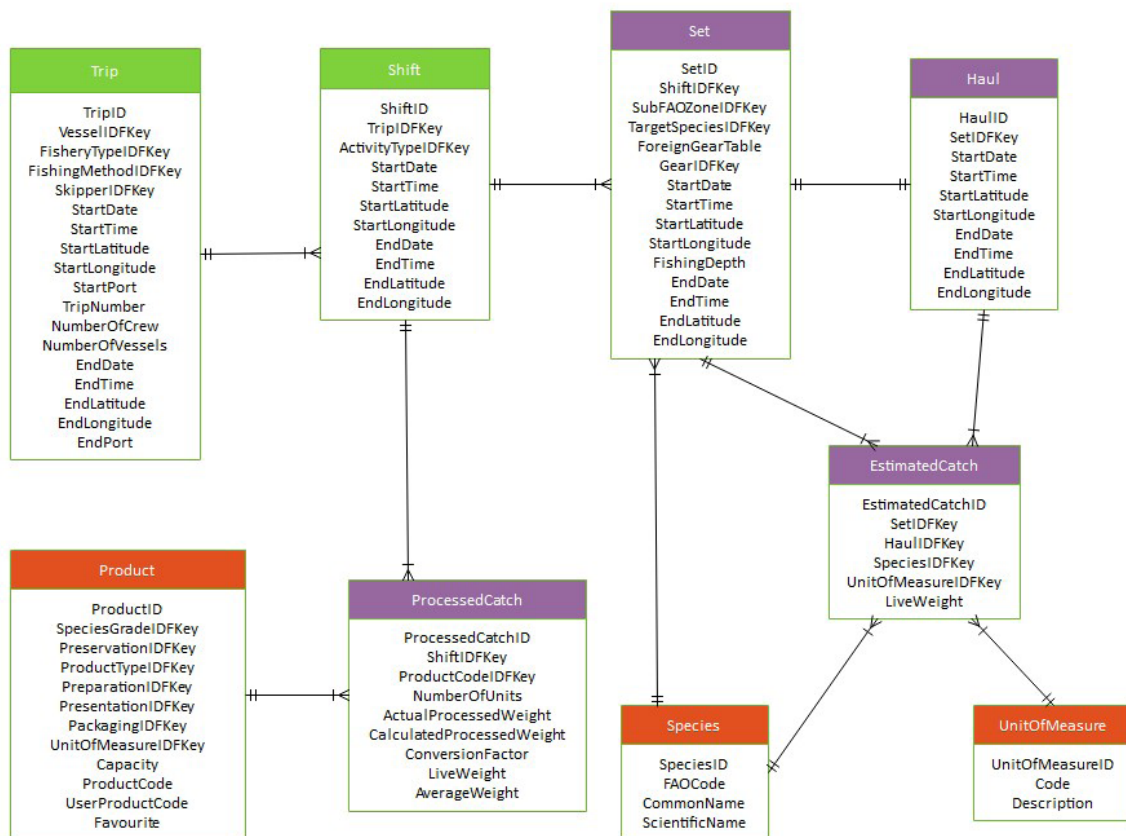 Trip
TripID
VesselIDFKey
FisheryTypeIDFKey
FishingMethodIDFKey
SkipperIDFKey
StartDate
StartTime
StartLatitude
StartLongitude
StartPort
TripNumber
NumberOfCrew
NumberOfVessels
EndDate
EndTime
EndLatitude
EndLongitude
EndPort
Shift
ShiftID
TripIDFKey
ActivityTypeIDFKey
StartDate
StartTime
StartLatitude
StartLongitude
EndDate
EndTime
EndLatitude
EndLongitude
Set
SetID
ShiftIDFKey
SubFAOZoneIDFKey
TargetSpeciesIDFKey
ForeignGearTable
GearIDFKey
StartDate
StartTime
StartLatitude
StartLongitude
FishingDepth
EndDate
EndTime
EndLatitude
EndLongitude
Haul
HaulID
SetIDFKey
StartDate
StartTime
StartLatitude
StartLongitude
EndDate
EndTime
EndLatitude
EndLongitude
EstimatedCatch
EstimatedCatchID
SetIDFKey
HaulIDFKey
SpeciesIDFKey
UnitOfMeasureIDFKey
LiveWeight
Product
ProductID
SpeciesGradeIDFKey
PreservationIDFKey
ProductTypeIDFKey
PreparationIDFKey
PresentationIDFKey
PackagingIDFKey
UnitOfMeasureIDFKey
Capacity
ProductCode
UserProductCode
Favourite
ProcessedCatch
ProcessedCatchID
ShiftIDFKey
ProductCodeIDFKey
NumberOfUnits
ActualProcessedWeight
CalculatedProcessedWeight
ConversionFactor
LiveWeight
AverageWeight
Species
SpeciesID
FAOCode
CommonName
ScientificName
UnitOfMeasure
UnitOfMeasureID
Code
Description